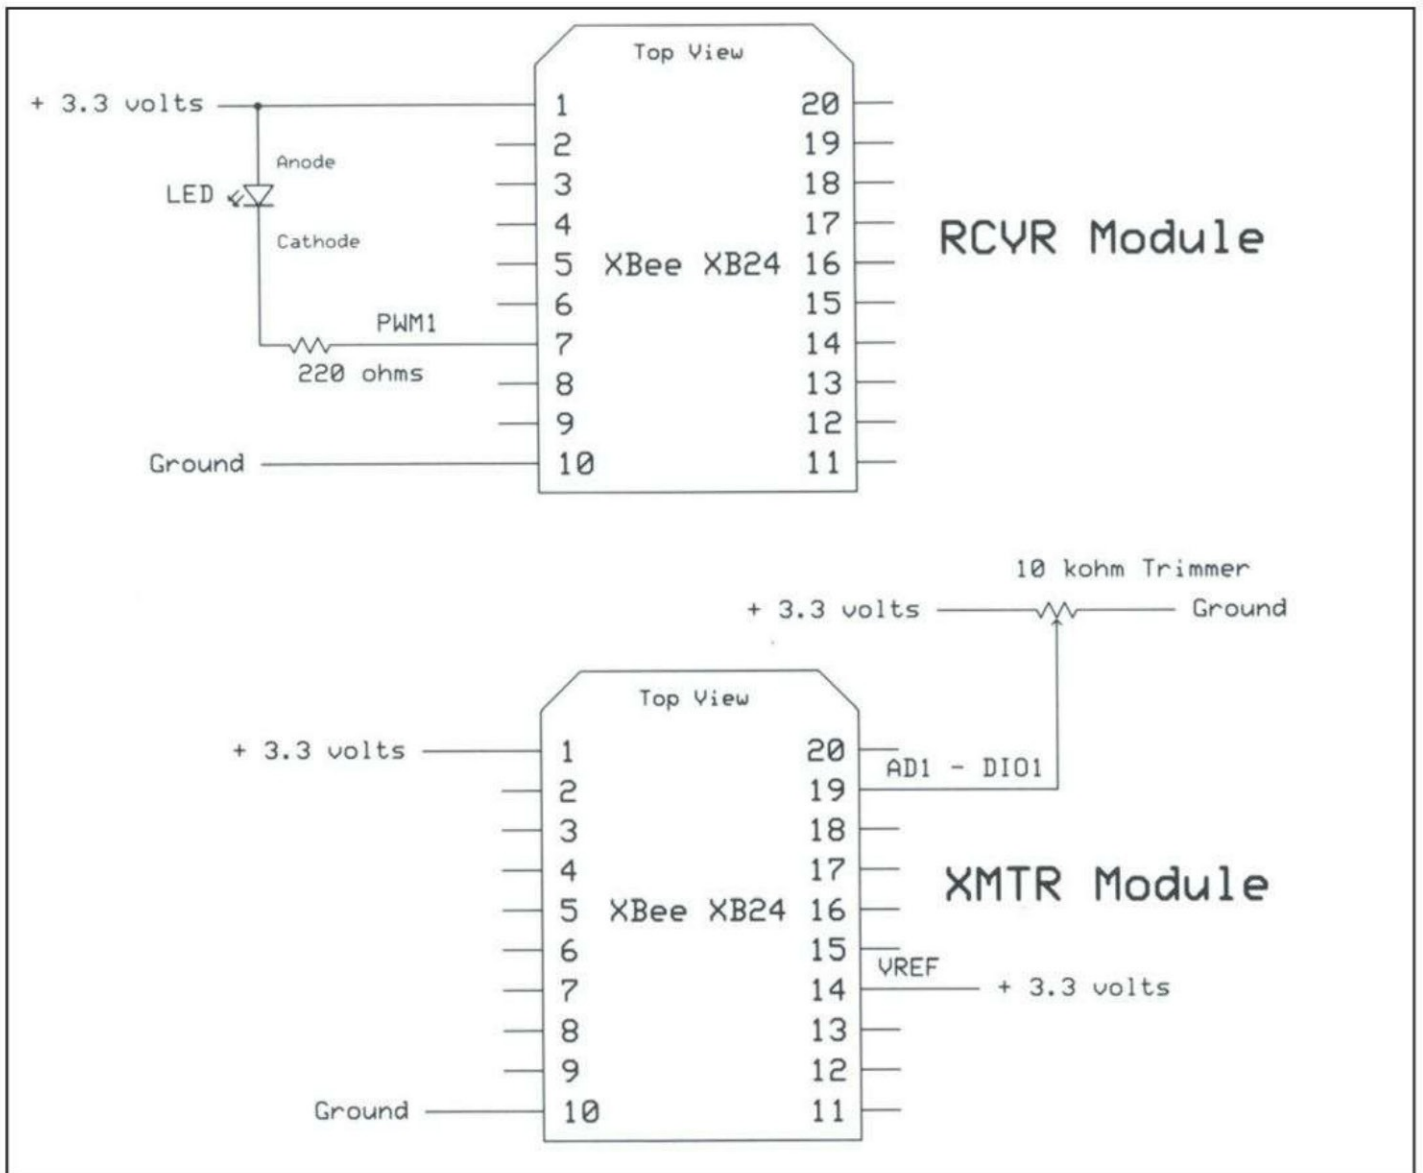 Top View
+ 3.3 volts
1 20
2 19
Anode
3 18
LED
4 17
Cathode
RCVR Module
5 XBee XB24 16
6 15
PWM1
7 14
220 ohms
8 13
9 12
Ground
10 11
10 kohm Trimmer
+ 3.3 volts
Ground
Top View
+ 3.3 volts
1 20
AD1 - DIO1
2 19
3 18
4 17
XMTR Module
5 XBee XB24 16
6 15
VREF
7 14
+ 3.3 volts
8 13
9 12
Ground
10 11